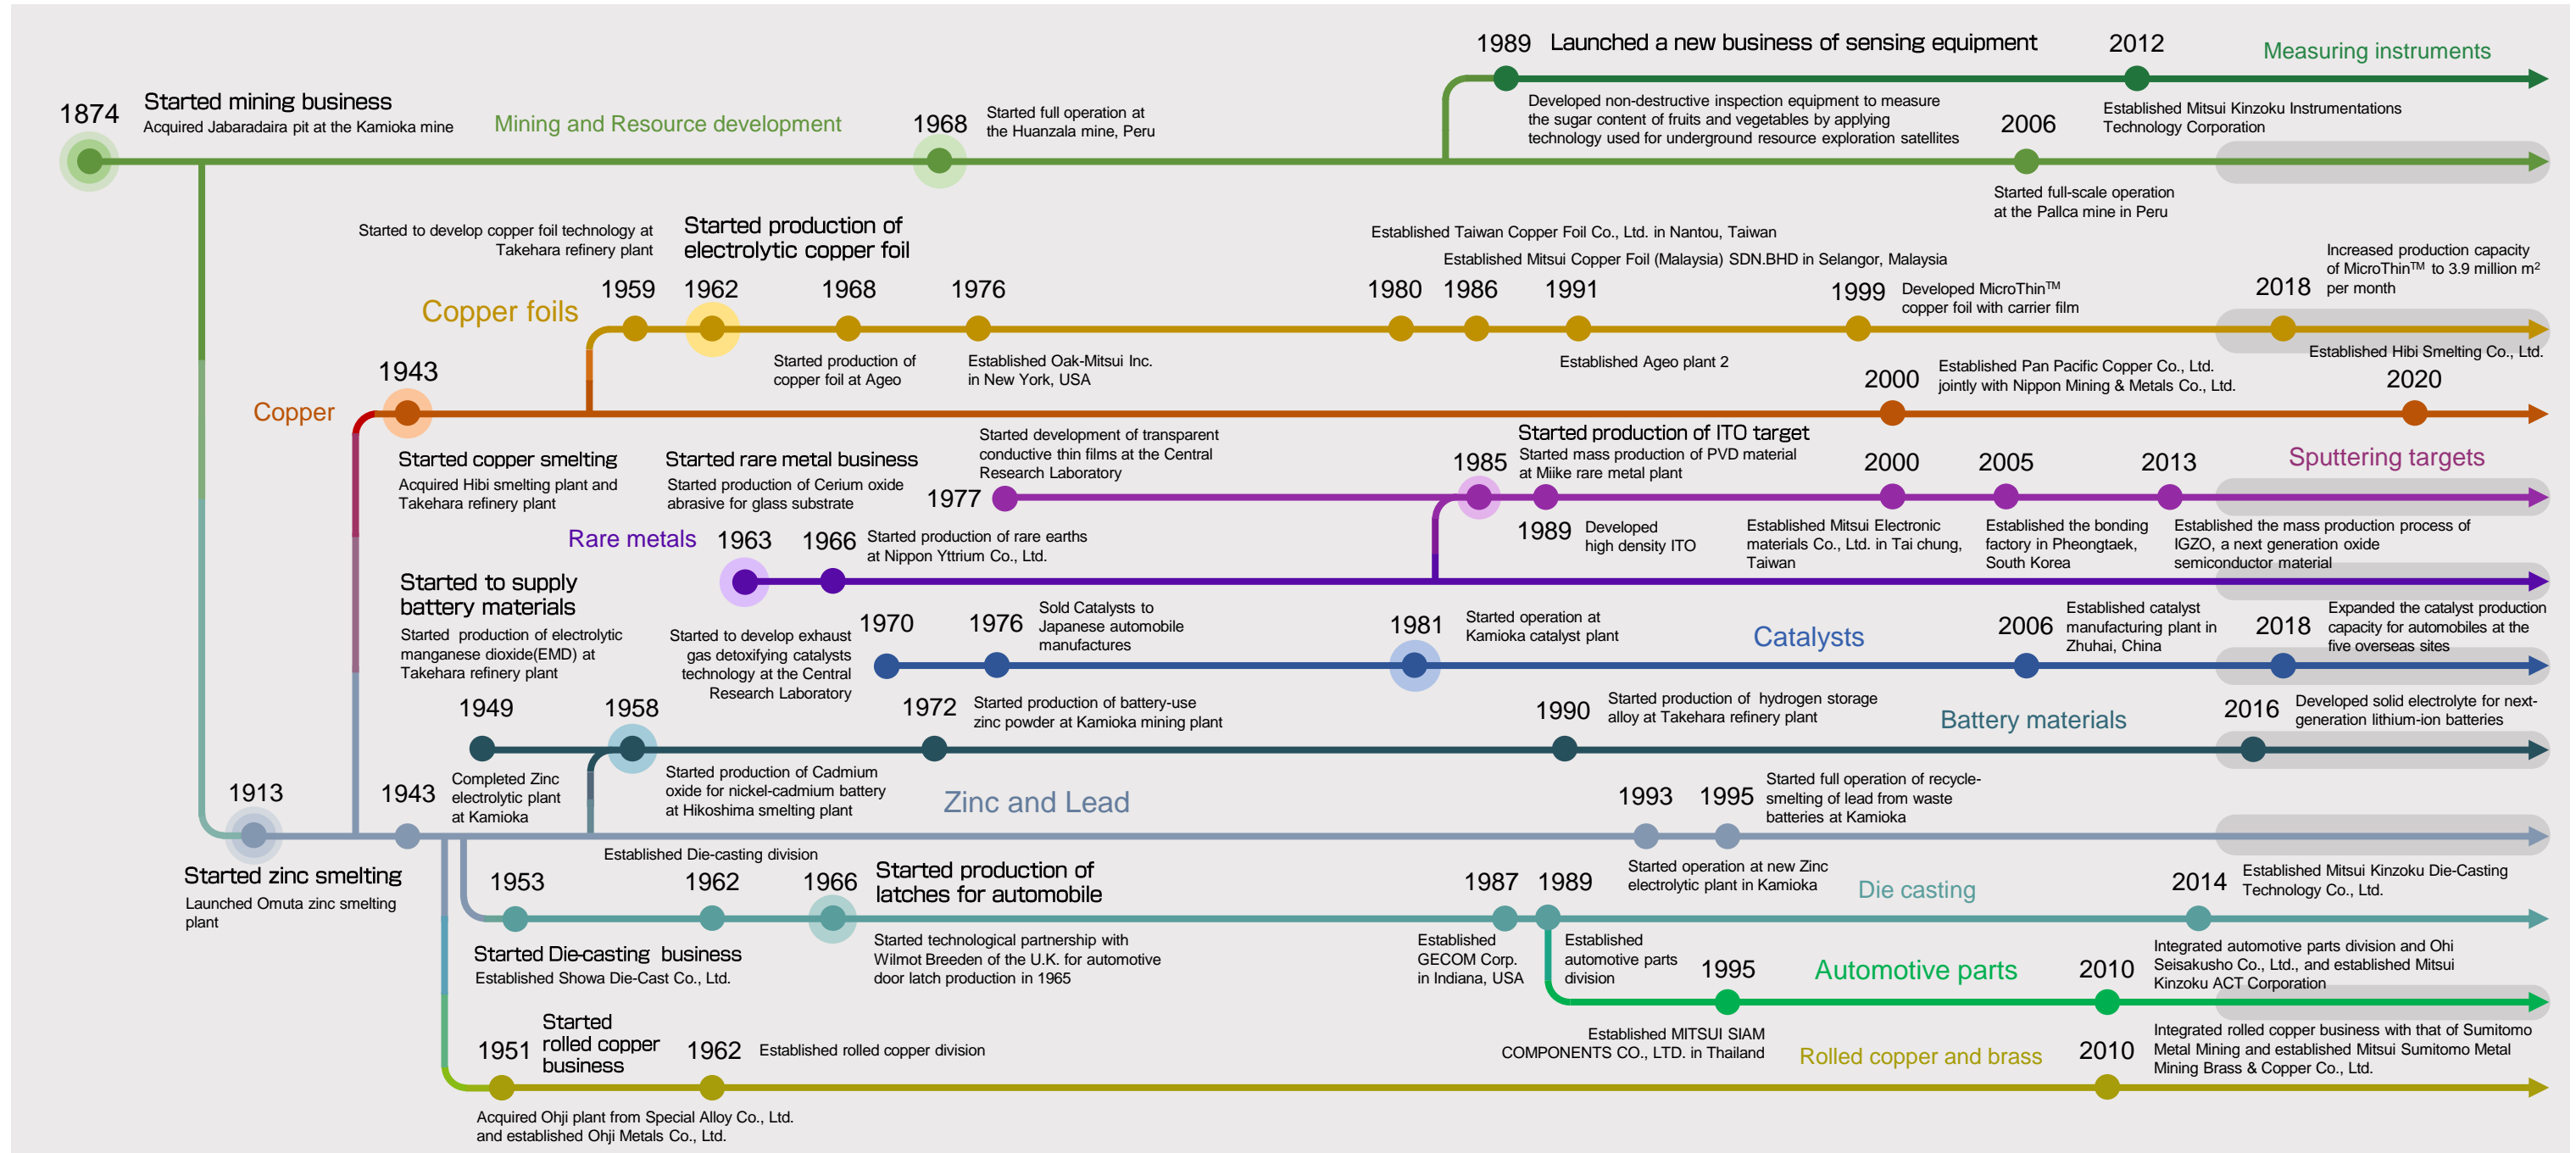 1989
Launched a new business of sensing equipment
2012
Measuring instruments
1874
Started mining business
Acquired Jabaradaira pit at the Kamioka mine
Mining and Resource development
1968
Started full operation at
the Huanzala mine, Peru
Developed non-destructive inspection equipment to measure
the sugar content of fruits and vegetables by applying
technology used for underground resource exploration satellites
2006
Established Mitsui Kinzoku Instrumentations
Technology Corporation
Started full-scale operation
at the Pallca mine in Peru
Started to develop copper foil technology at
Takehara refinery plant
Started production of
electrolytic copper foil
Established Taiwan Copper Foil Co., Ltd. in Nantou, Taiwan
Established Mitsui Copper Foil (Malaysia) SDN.BHD in Selangor, Malaysia
Increased production capacity
of MicroThin™ to 3.9 million m²
per month
Copper foils
1959
1962
1968
1976
1980
1986
1991
1999
Developed MicroThin™
copper foil with carrier film
2018
Started production of
copper foil at Ageo
Established Oak-Mitsui Inc.
in New York, USA
Established Ageo plant 2
Established Hibi Smelting Co., Ltd.
Copper
1943
2000
Established Pan Pacific Copper Co., Ltd.
jointly with Nippon Mining & Metals Co., Ltd.
2020
Started copper smelting
Acquired Hibi smelting plant and
Takehara refinery plant
Started rare metal business
Started production of Cerium oxide
abrasive for glass substrate
Started development of transparent
conductive thin films at the Central
Research Laboratory
1977
1985
Started production of ITO target
Started mass production of PVD material
at Miike rare metal plant
2000
2005
2013
Sputtering targets
1989
Developed
high density ITO
Established Mitsui Electronic
materials Co., Ltd. in Tai chung,
Taiwan
Established the bonding
factory in Pheongtaek,
South Korea
Established the mass production process of
IGZO, a next generation oxide
semiconductor material
Rare metals
1963
1966
Started production of rare earths
at Nippon Yttrium Co., Ltd.
Started to supply
battery materials
Started production of electrolytic
manganese dioxide(EMD) at
Takehara refinery plant
Started to develop exhaust
gas detoxifying catalysts
technology at the Central
Research Laboratory
1970
1976
Sold Catalysts to
Japanese automobile
manufactures
1981
Started operation at
Kamioka catalyst plant
Catalysts
2006
Established catalyst
manufacturing plant in
Zhuhai, China
2018
Expanded the catalyst production
capacity for automobiles at the
five overseas sites
1949
1958
1972
Started production of battery-use
zinc powder at Kamioka mining plant
1990
Started production of hydrogen storage
alloy at Takehara refinery plant
Battery materials
2016
Developed solid electrolyte for next-
generation lithium-ion batteries
1913
1943
Completed Zinc
electrolytic plant
at Kamioka
Started production of Cadmium
oxide for nickel-cadmium battery
at Hikoshima smelting plant
Zinc and Lead
1993
1995
Started full operation of recycle-
smelting of lead from waste
batteries at Kamioka
Started zinc smelting
Launched Omuta zinc smelting
plant
Started operation at new Zinc
electrolytic plant in Kamioka
1953
Established Die-casting division
1962
1966
Started production of
latches for automobile
1987
1989
Die casting
2014
Established Mitsui Kinzoku Die-Casting
Technology Co., Ltd.
Started Die-casting business
Established Showa Die-Cast Co., Ltd.
Started technological partnership with
Wilmot Breeden of the U.K. for automotive
door latch production in 1965
Established
GECOM Corp.
in Indiana, USA
Established
automotive parts
division
1995
Automotive parts
2010
Integrated automotive parts division and Ohi
Seisakusho Co., Ltd., and established Mitsui
Kinzoku ACT Corporation
Established MITSUI SIAM
COMPONENTS CO., LTD. in Thailand
1951
Started
rolled copper
business
1962
Established rolled copper division
Rolled copper and brass
2010
Integrated rolled copper business with that of Sumitomo
Metal Mining and established Mitsui Sumitomo Metal
Mining Brass & Copper Co., Ltd.
Acquired Ohji plant from Special Alloy Co., Ltd.
and established Ohji Metals Co., Ltd.